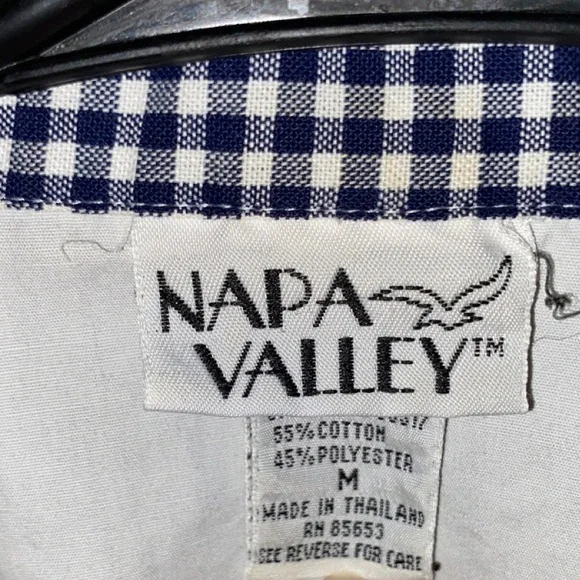 NAPA
VALLEY™
55% COTTON
45% POLYESTER
M
MADE IN THAILAND
RN 85653
SEE REVERSE FOR CARE